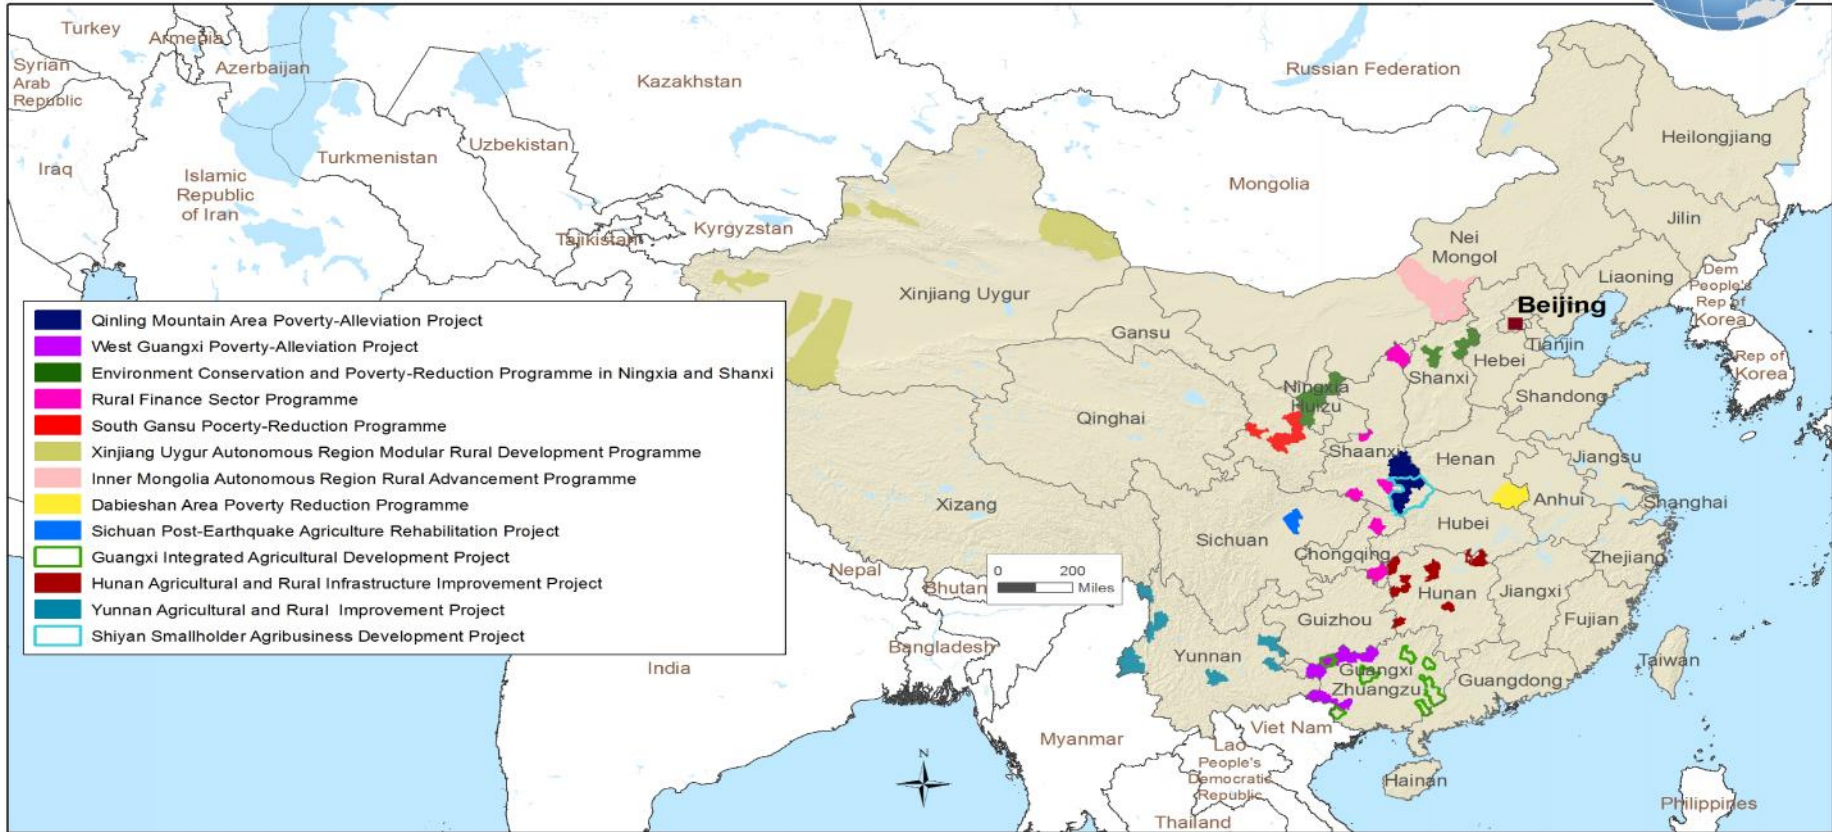 Turkey
Armenia
Azerbaijan
Syrian
Arab
Republic
Iraq
Islamic
Republic
of Iran
Turkmenistan
Uzbekistan
Kazakhstan
Tajikistan
Kyrgyzstan
Russian Federation
Mongolia
Heilongjiang
Jilin
Nei
Mongol
Liaoning
Dem
People's
Rep of
Korea
Rep of
Korea
Beijing
Tianjin
Hebei
Shanxi
Shandong
Xinjiang Uygur
Gansu
Ningxia
Huizu
Qinghai
Shaanxi
Henan
Jiangsu
Anhui
Shanghai
Xizang
Sichuan
Hubei
Chongqing
Zhejiang
Hunan
Jiangxi
Guizhou
Fujian
Yunnan
Guangxi
Zhuangzu
Guangdong
Taiwan
Hainan
Nepal
Bhutan
Bangladesh
India
Myanmar
Viet Nam
Lao
People's
Democratic
Republic
Thailand
Philippines
0 200
Miles
N
Qinling Mountain Area Poverty-Alleviation Project
West Guangxi Poverty-Alleviation Project
Environment Conservation and Poverty-Reduction Programme in Ningxia and Shanxi
Rural Finance Sector Programme
South Gansu Pocerty-Reduction Programme
Xinjiang Uygur Autonomous Region Modular Rural Development Programme
Inner Mongolia Autonomous Region Rural Advancement Programme
Dabieshan Area Poverty Reduction Programme
Sichuan Post-Earthquake Agriculture Rehabilitation Project
Guangxi Integrated Agricultural Development Project
Hunan Agricultural and Rural Infrastructure Improvement Project
Yunnan Agricultural and Rural Improvement Project
Shiyan Smallholder Agribusiness Development Project